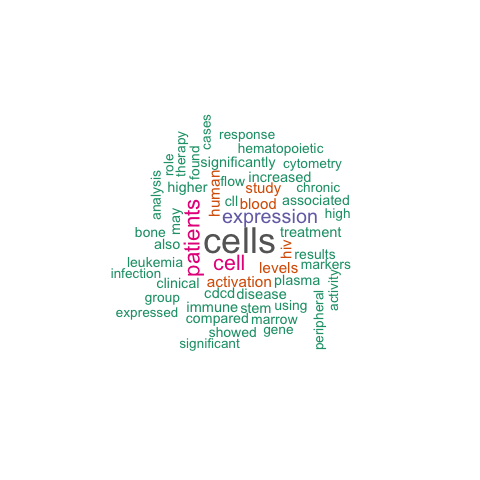 cases
response
therapy
hematopoietic
role
found
significantly
cytometry
analysis
human
flow
increased
higher
study
chronic
cll
blood
associated
may
patients
expression
high
bone
treatment
also
cells
hiv
results
leukemia
cell
levels
markers
infection
clinical
activation
plasma
activity
group
cdcd
disease
peripheral
expressed
immune
stem
using
compared
marrow
showed
gene
significant